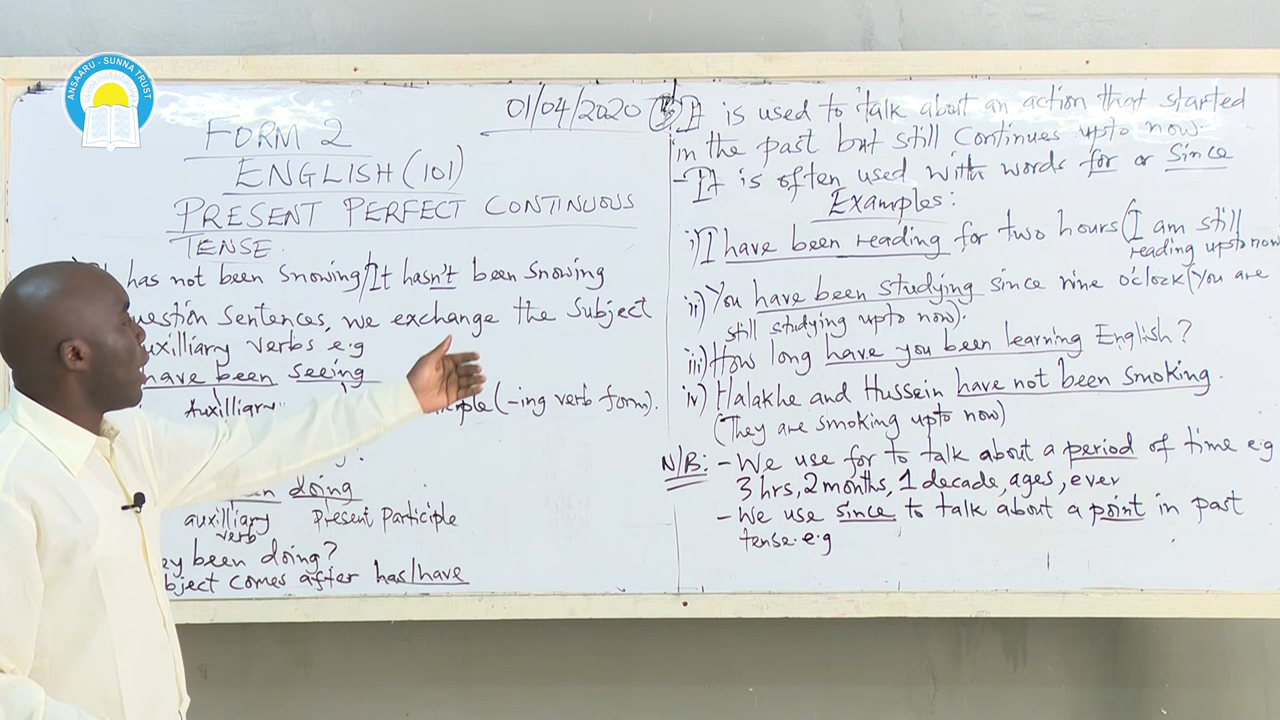 ANSAARU - SUNNA TRUST
01/04/2020
FORM 2
ENGLISH (101)
PRESENT PERFECT CONTINUOUS
TENSE.
has not been snowing/It hasn't been snowing
sentences, we exchange the subject
auxilliary verbs e.g
have been seeing
Auxilliary
(-ing verb form).
doing
auxilliary Present Participle
verb
been doing?
comes after has/have
It is used to talk about an action that started
in the past but still continues upto now.
- It is often used with words for or since
Examples:
i) I have been reading for two hours (I am still
reading upto now
ii) You have been studying since nine o'clock (You are
still studying upto now).
iii) How long have you been learning English?
iv) Halakhe and Hussein have not been smoking.
(They are smoking upto now)
N/B: - We use for to talk about a period of time e.g
3 hrs, 2 months, 1 decade, ages, ever
- We use since to talk about a point in past
tense. e.g